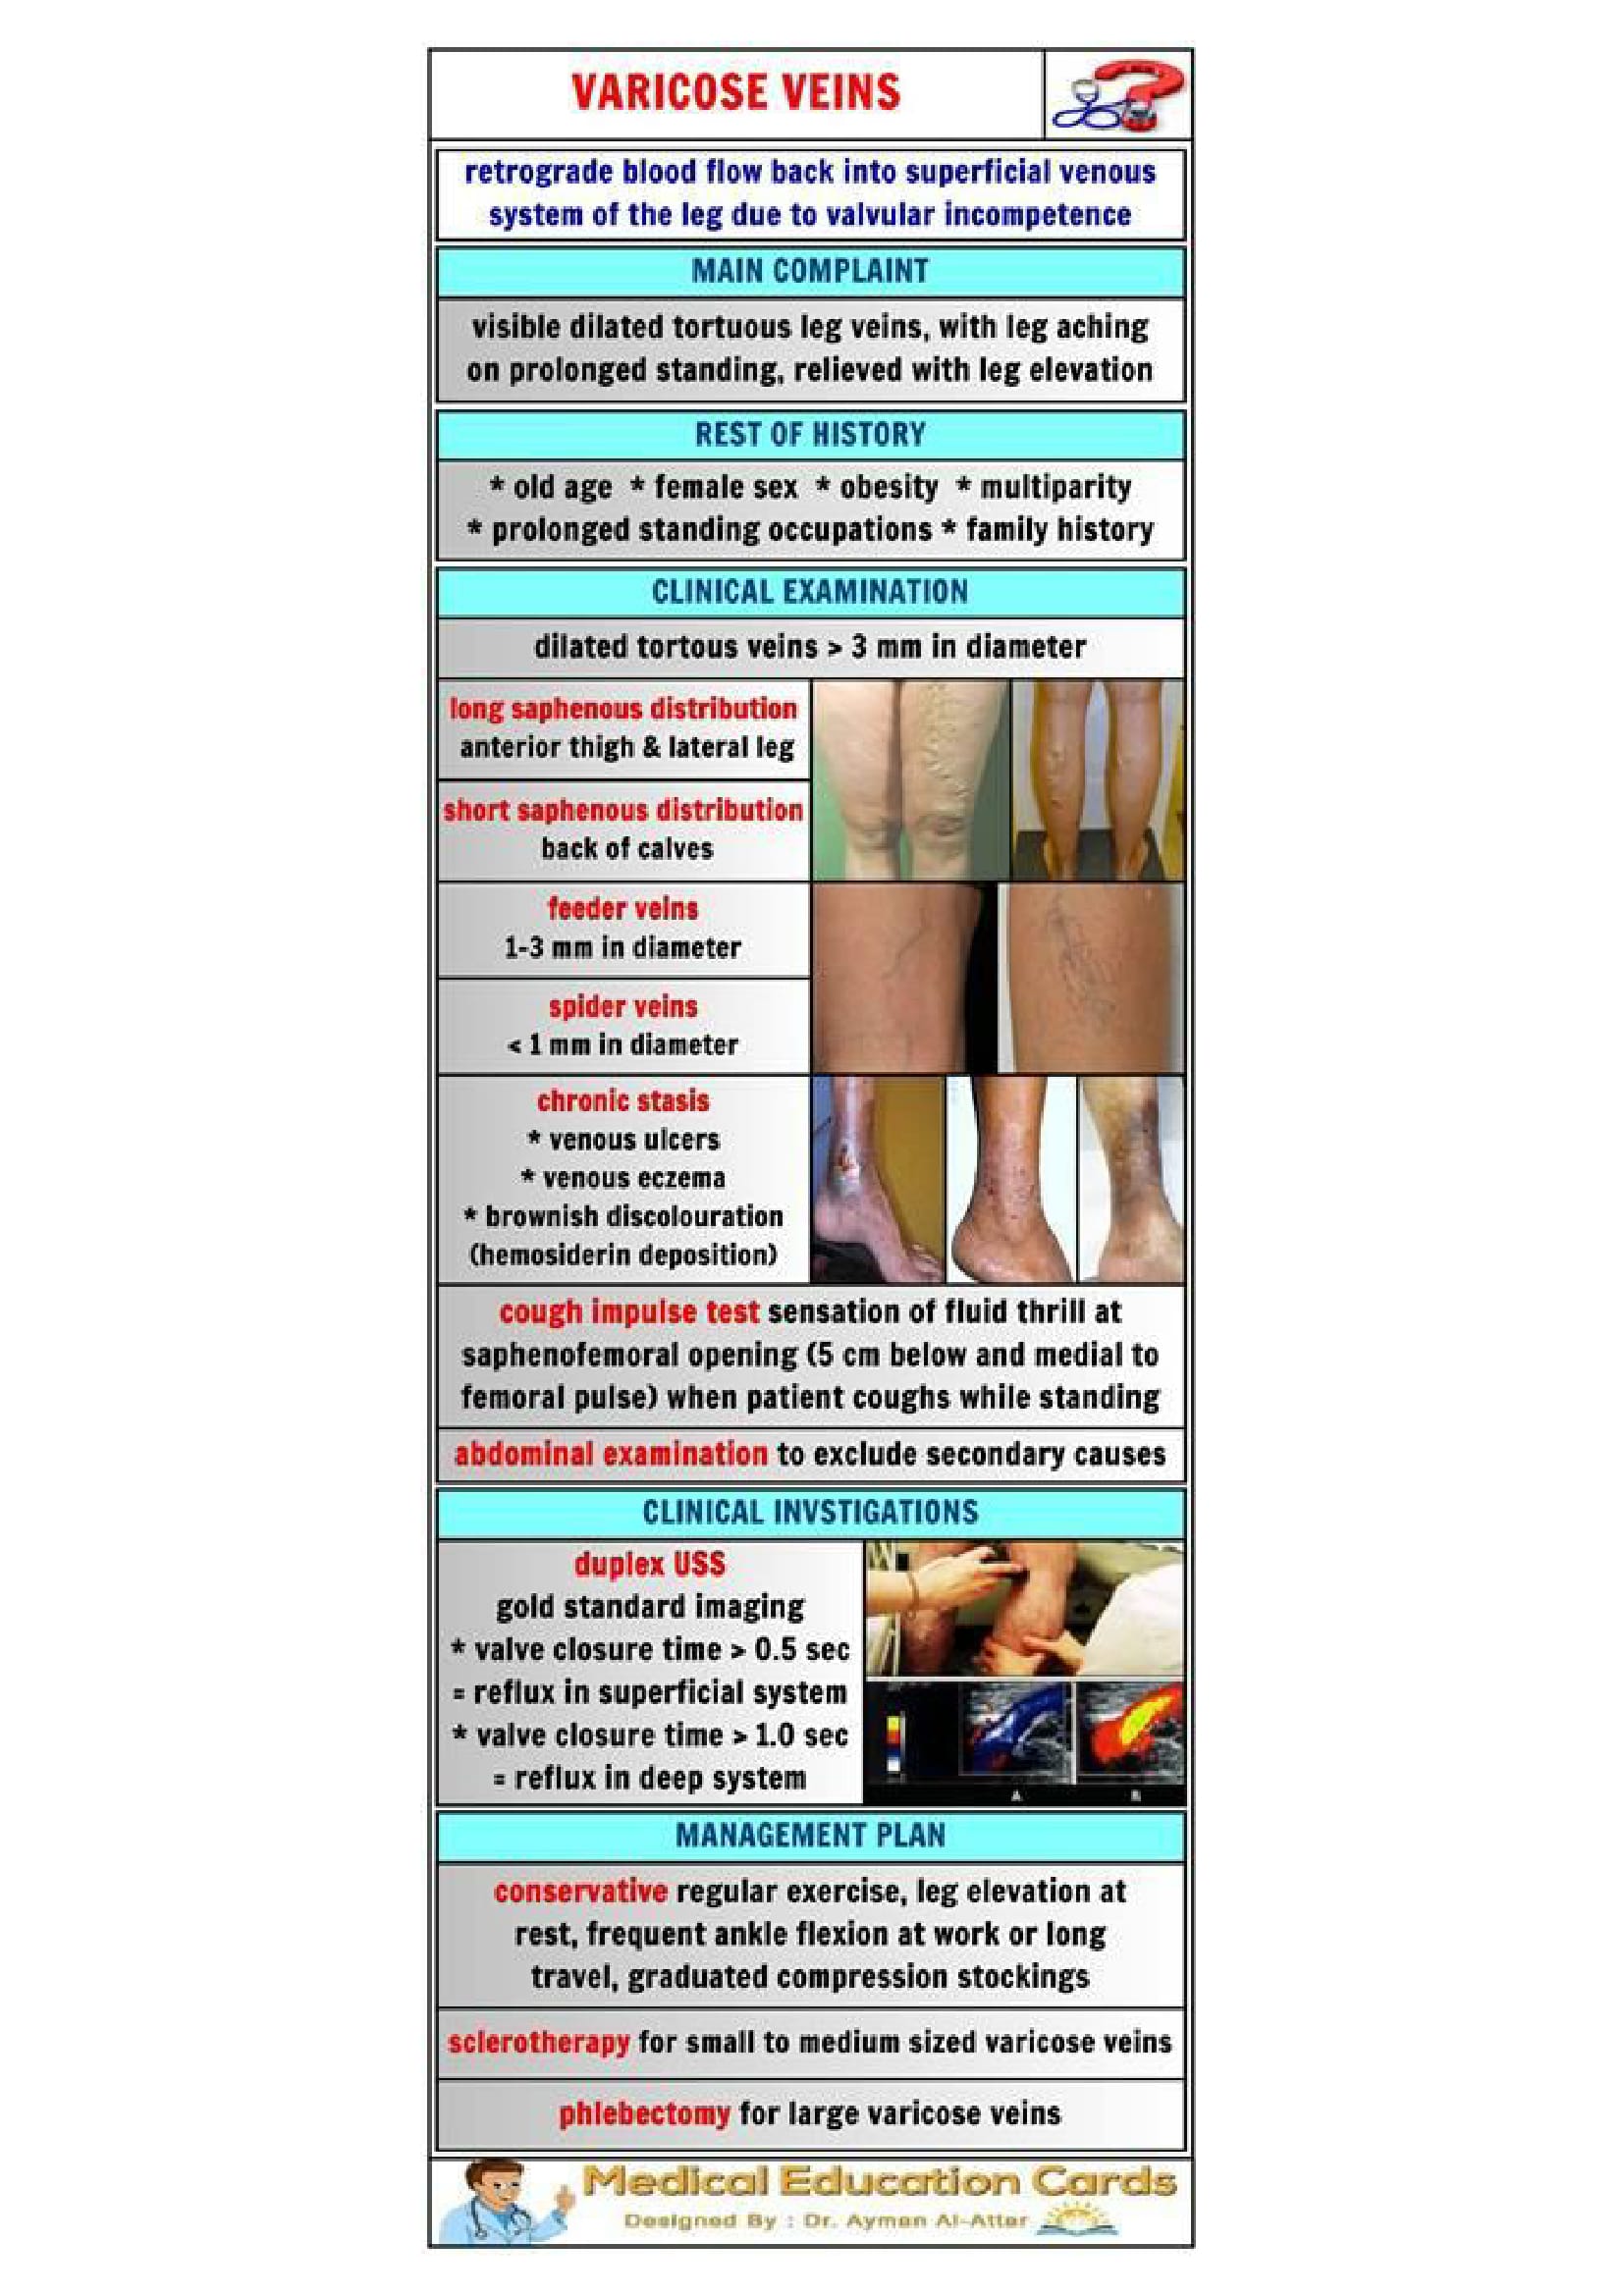 VARICOSE VEINS
retrograde blood flow back into superficial venous
system of the leg due to valvular incompetence
MAIN COMPLAINT
visible dilated tortuous leg veins, with leg aching
on prolonged standing, relieved with leg elevation
REST OF HISTORY
* old age * female sex * obesity * multiparity
* prolonged standing occupations * family history
CLINICAL EXAMINATION
dilated tortous veins > 3 mm in diameter
long saphenous distribution
anterior thigh & lateral leg
short saphenous distribution
back of calves
feeder veins
1-3 mm in diameter
spider veins
< 1 mm in diameter
chronic stasis
* venous ulcers
* venous eczema
* brownish discolouration
(hemosiderin deposition)
cough impulse test sensation of fluid thrill at
saphenofemoral opening (5 cm below and medial to
femoral pulse) when patient coughs while standing
abdominal examination to exclude secondary causes
CLINICAL INVSTIGATIONS
duplex USS
gold standard imaging
* valve closure time > 0.5 sec
= reflux in superficial system
* valve closure time > 1.0 sec
= reflux in deep system
A
B
MANAGEMENT PLAN
conservative regular exercise, leg elevation at
rest, frequent ankle flexion at work or long
travel, graduated compression stockings
sclerotherapy for small to medium sized varicose veins
phlebectomy for large varicose veins
Medical Education Cards
Designed By : Dr. Ayman Al-Attar